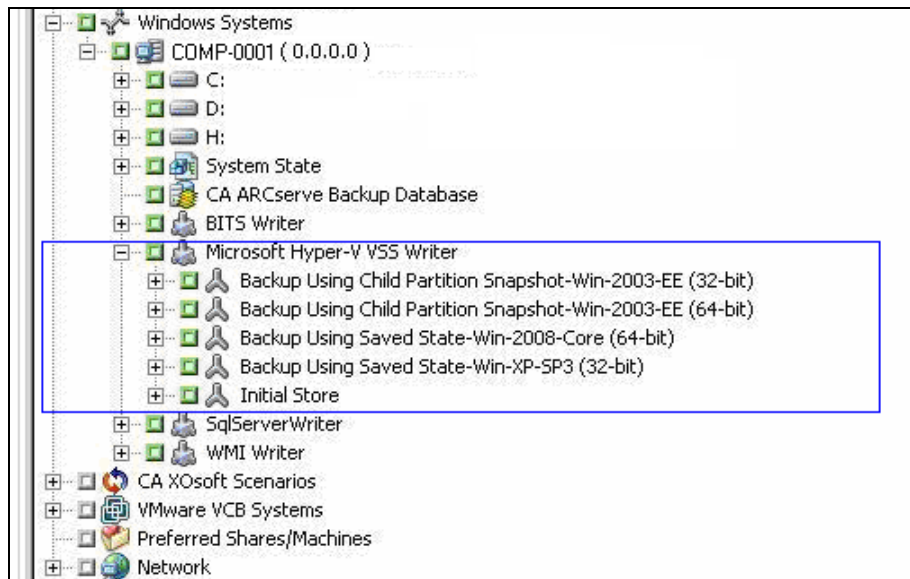 Windows Systems
COMP-0001 ( 0.0.0.0 )
C:
D:
H:
System State
CA ARCserve Backup Database
BITS Writer
Microsoft Hyper-V VSS Writer
Backup Using Child Partition Snapshot-Win-2003-EE (32-bit)
Backup Using Child Partition Snapshot-Win-2003-EE (64-bit)
Backup Using Saved State-Win-2008-Core (64-bit)
Backup Using Saved State-Win-XP-SP3 (32-bit)
Initial Store
SqlServerWriter
WMI Writer
CA XOsoft Scenarios
VMware VCB Systems
Preferred Shares/Machines
Network